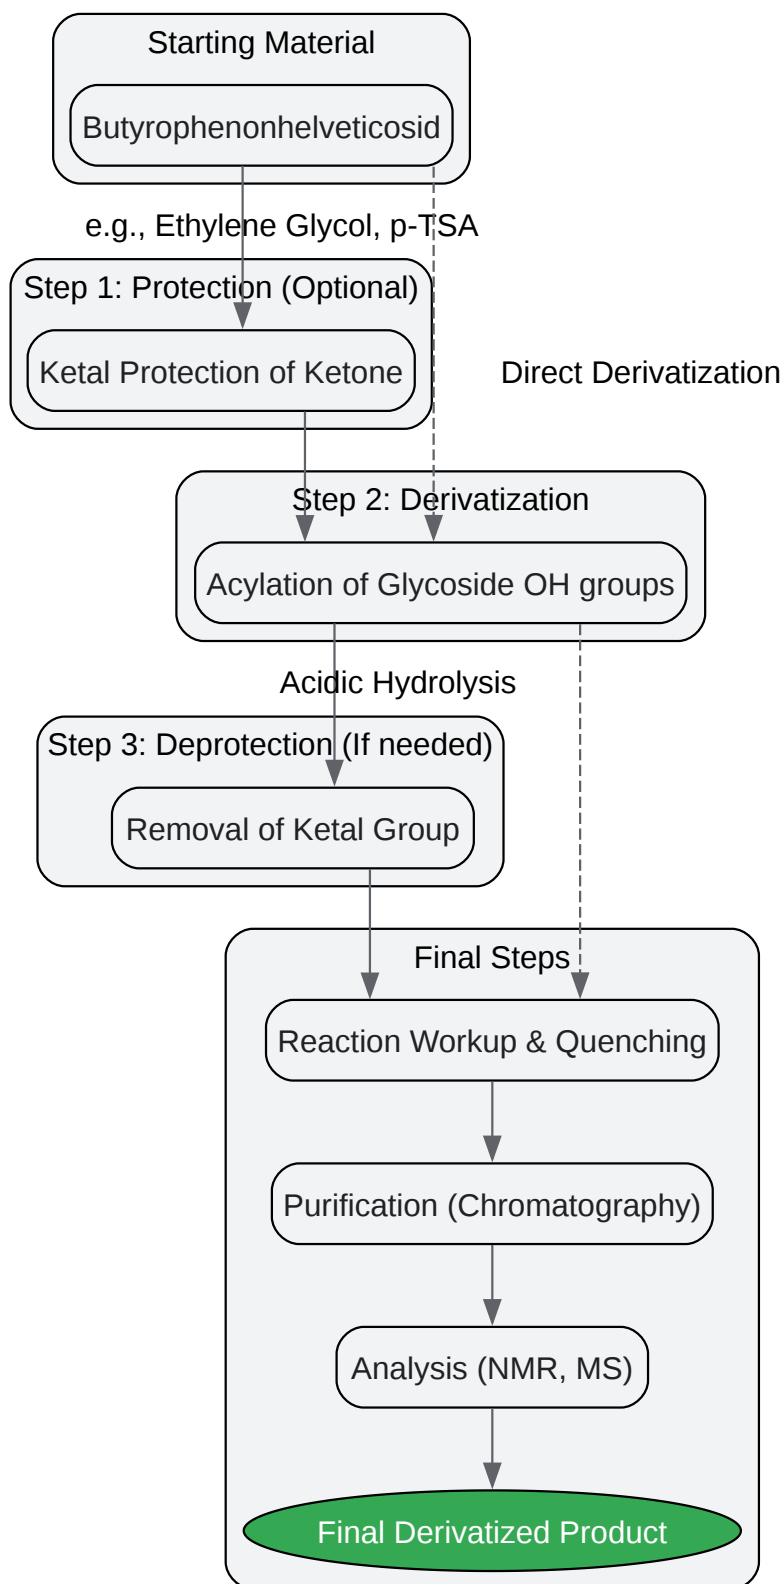 Starting Material
Butyrophenonhelveticosid
e.g., Ethylene Glycol, p-TSA
Step 1: Protection (Optional)
Ketal Protection of Ketone
Direct Derivatization
Step 2: Derivatization
Acylation of Glycoside OH groups
Acidic Hydrolysis
Step 3: Deprotection (If needed)
Removal of Ketal Group
Final Steps
Reaction Workup & Quenching
Purification (Chromatography)
Analysis (NMR, MS)
Final Derivatized Product